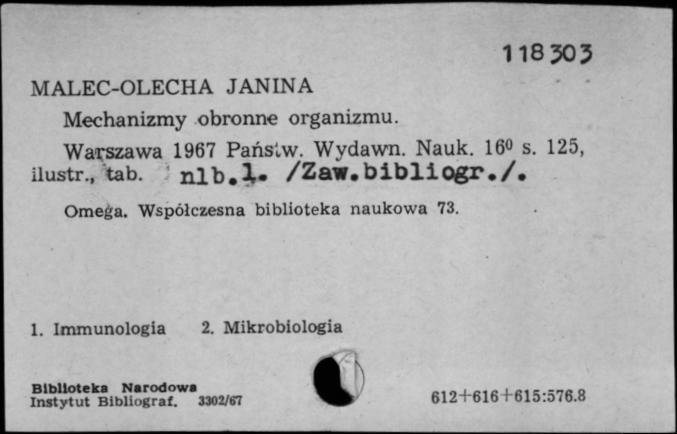 118303
MALEC-OLECHA JANINA
Mechanizmy obronne organizmu.
Warszawa 1967 Państw. Wydawn. Nauk. 16⁰ s. 125,
ilustr., tab. nlb.1. /Zaw.bibliogr./.
Omega. Współczesna biblioteka naukowa 73.
1. Immunologia 2. Mikrobiologia
Biblioteka Narodowa
Instytut Bibliograf. 3302/67 612+616+615:576.8